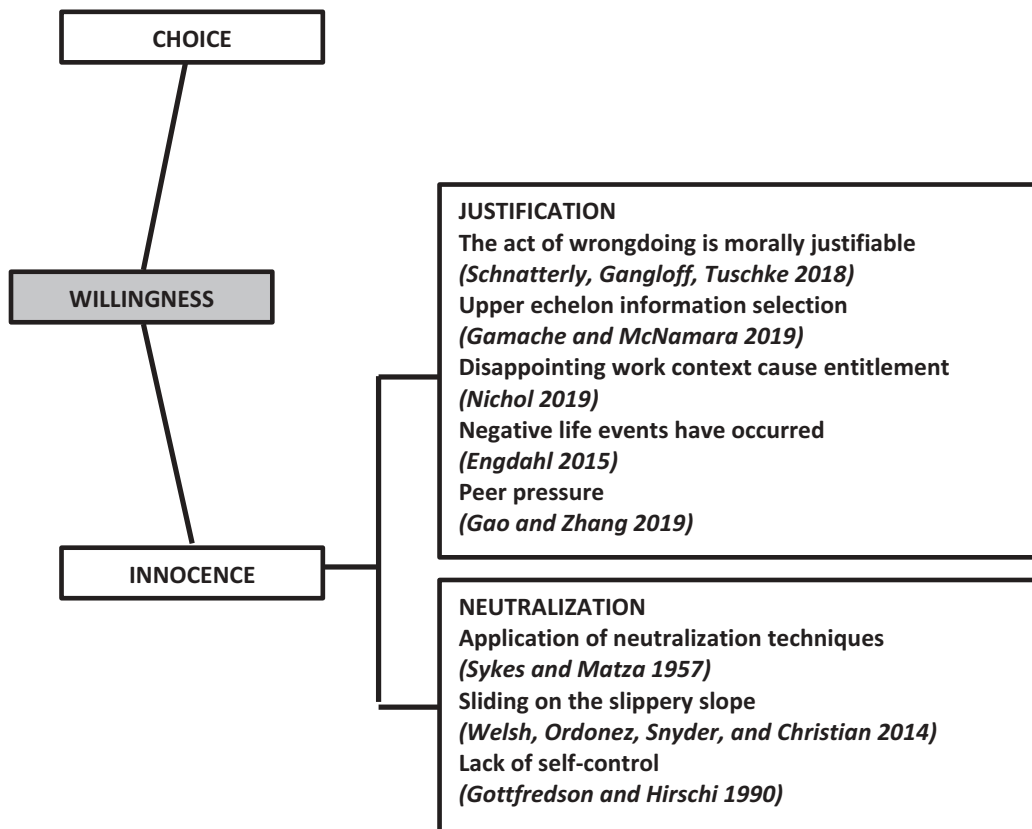 CHOICE
WILLINGNESS
INNOCENCE
JUSTIFICATION
The act of wrongdoing is morally justifiable
(Schnatterly, Gangloff, Tuschke 2018)
Upper echelon information selection
(Gamache and McNamara 2019)
Disappointing work context cause entitlement
(Nichol 2019)
Negative life events have occurred
(Engdahl 2015)
Peer pressure
(Gao and Zhang 2019)
NEUTRALIZATION
Application of neutralization techniques
(Sykes and Matza 1957)
Sliding on the slippery slope
(Welsh, Ordonez, Snyder, and Christian 2014)
Lack of self-control
(Gottfredson and Hirschi 1990)